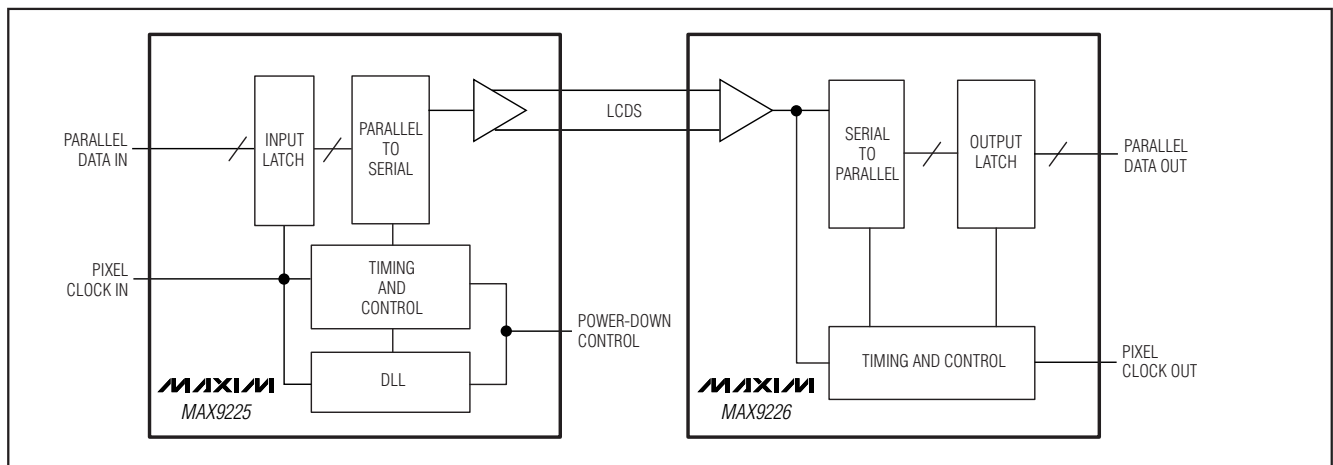 PARALLEL
DATA IN
INPUT
LATCH
PARALLEL
TO
SERIAL
PIXEL
CLOCK IN
TIMING
AND
CONTROL
DLL
POWER-DOWN
CONTROL
MAXIM
MAX9225
LCDS
SERIAL
TO
PARALLEL
OUTPUT
LATCH
PARALLEL
DATA OUT
TIMING AND CONTROL
PIXEL
CLOCK OUT
MAXIM
MAX9226